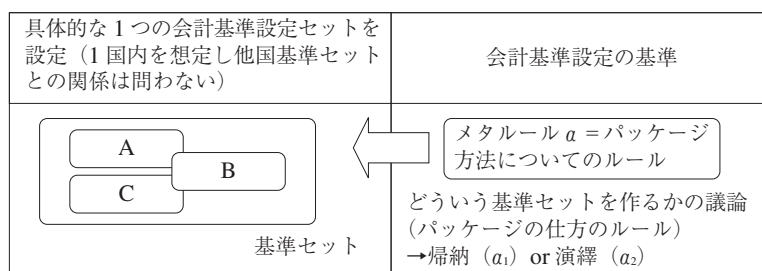 具体的な1つの会計基準設定セットを
設定（1国内を想定し他国基準セット
との関係は問わない）
会計基準設定の基準
A
B
C
基準セット
メタルールα＝パッケージ
方法についてのルール
どういう基準セットを作るかの議論
（パッケージの仕方のルール）
→帰納（α₁）or 演繹（α₂）